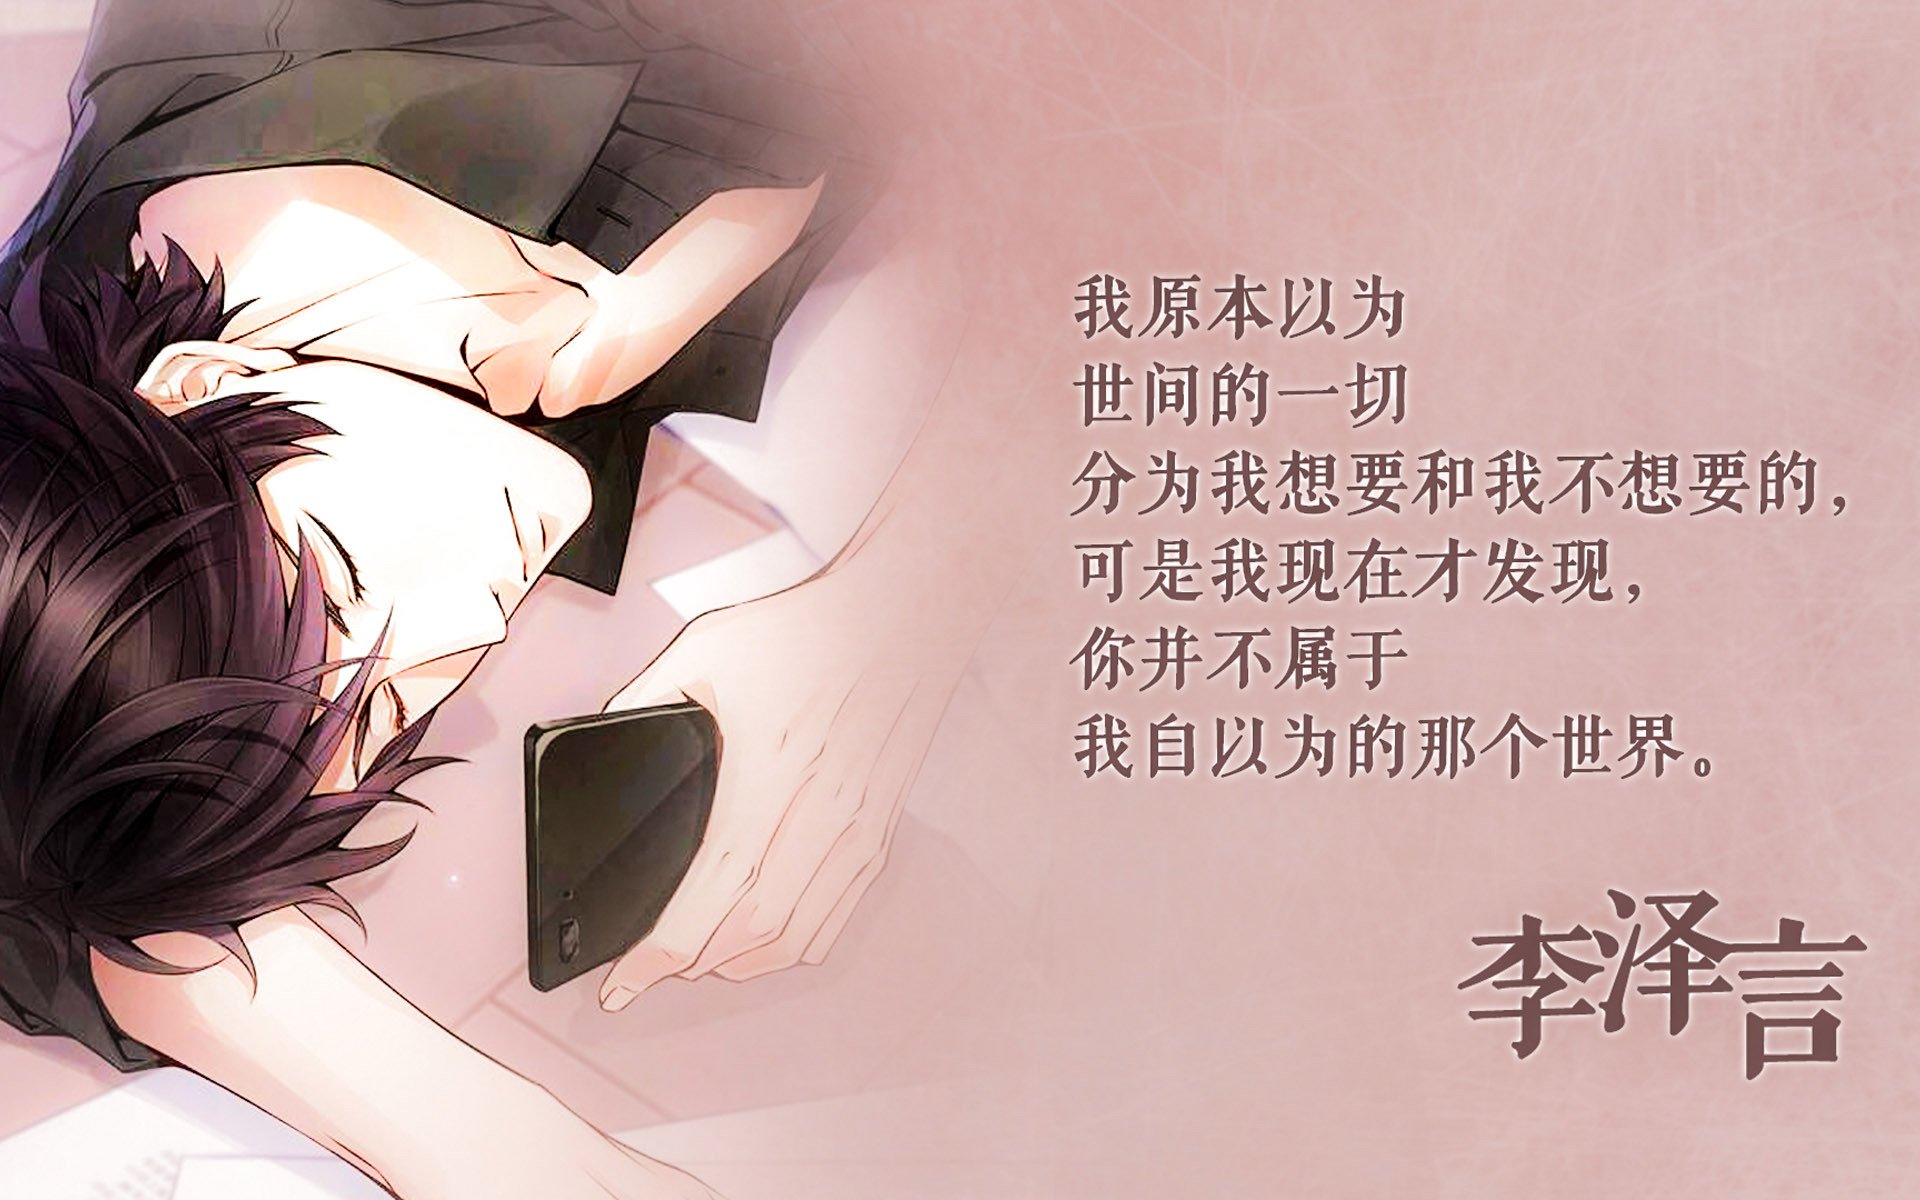 我原本以为
世间的一切
分为我想要和我不想要的，
可是我现在才发现，
你并不属于
我自以为的那个世界。
李泽言